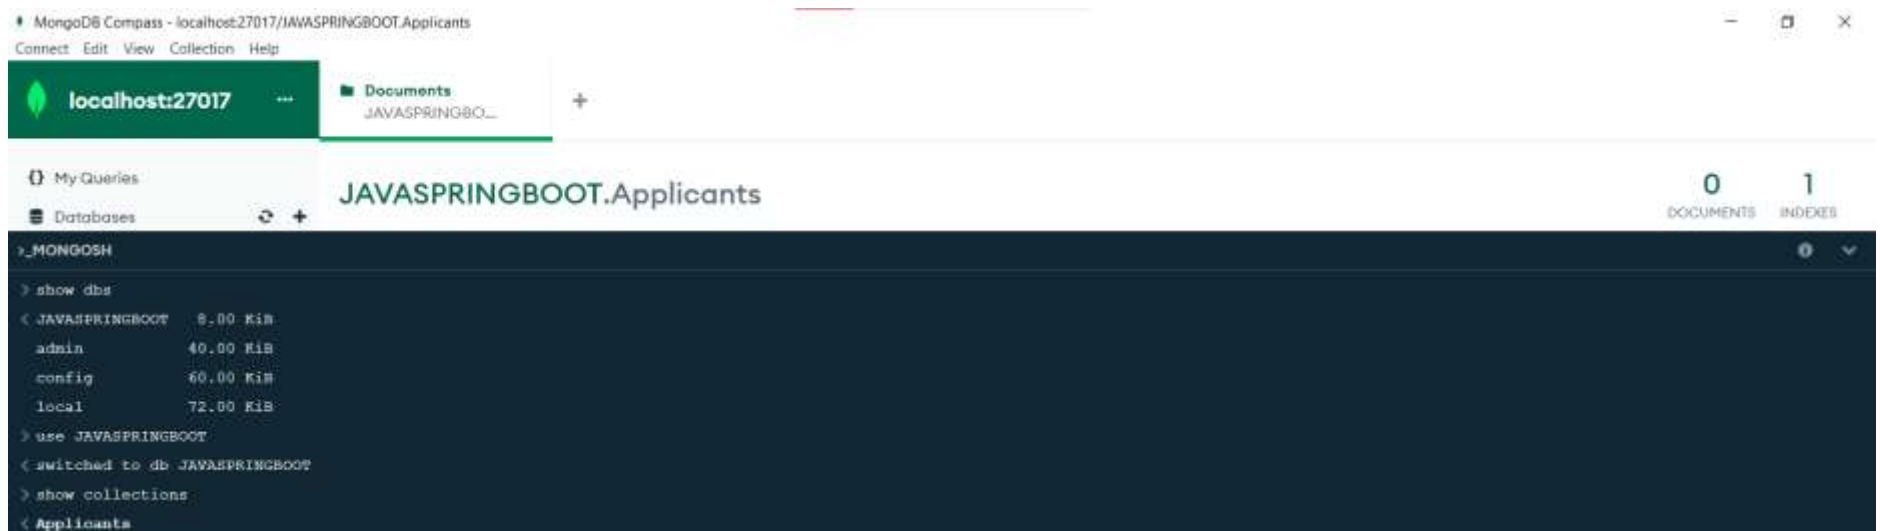 MongoDB Compass - localhost:27017/JAVASPRINGBOOT.Applicants
Connect Edit View Collection Help
localhost:27017 ...
Documents
JAVASPRINGBO...
+
{} My Queries
Databases
JAVASPRINGBOOT.Applicants
0
DOCUMENTS
1
INDEXES
>_MONGOSH
> show dbs
< JAVASPRINGBOOT 8.00 KiB
admin 40.00 KiB
config 60.00 KiB
local 72.00 KiB
> use JAVASPRINGBOOT
< switched to db JAVASPRINGBOOT
> show collections
< Applicants